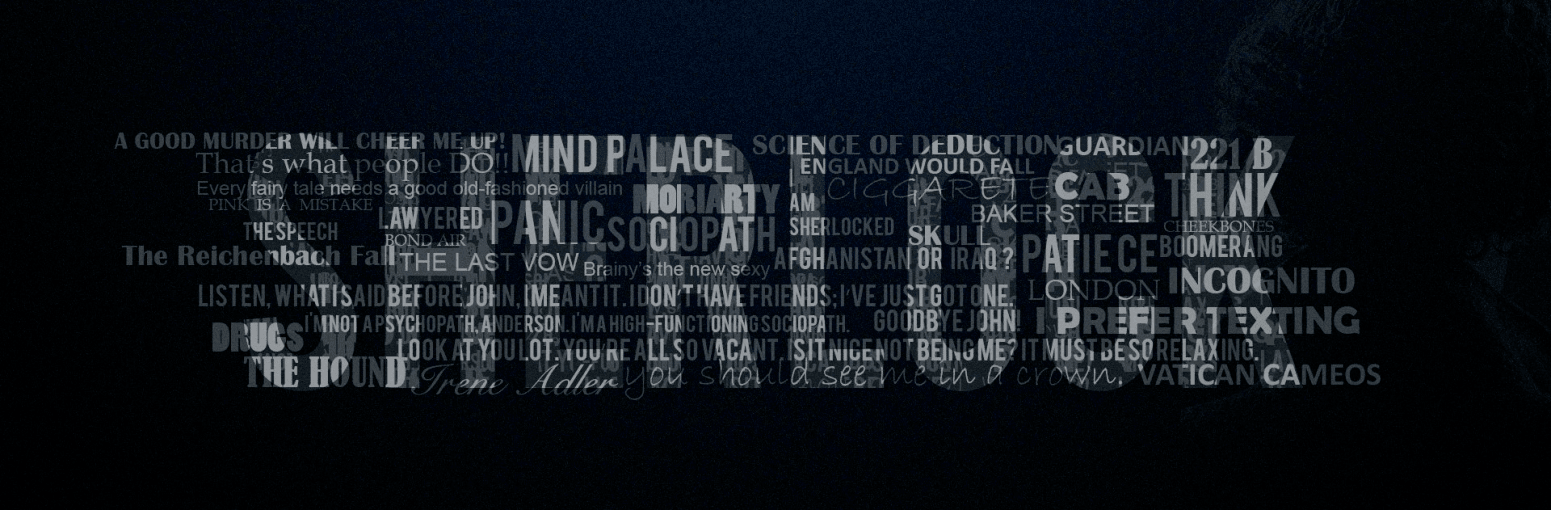 SHERLOCK
A GOOD MURDER WILL CHEER ME UP! MIND PALACE SCIENCE OF DEDUCTION GUARDIAN 221 B
That's what people DO!! ENGLAND WOULD FALL
Every fairy tale needs a good old-fashioned villain MORIARTY CIGGARETE CAB THINK
PINK IS A MISTAKE AM
THE SPEECH LAWYERED PANIC SOCIOPATH SHERLOCKED SKULL BAKER STREET CHEEKBONES
BOND AIR PATIECE BOOMERANG
The Reichenbach Fall THE LAST VOW Brainy's the new sexy AFGHANISTAN OR IRAQ?
LISTEN, WHAT I SAID BEFORE JOHN, I MEANT IT. I DON'T HAVE FRIENDS; I'VE JUST GOT ONE. LONDON INCOGNITO
DRUGS I'M NOT A PSYCHOPATH, ANDERSON. I'M A HIGH-FUNCTIONING SOCIOPATH. GOODBYE JOHN! I PREFER TEXTING
LOOK AT YOU LOT. YOU'RE ALL SO VACANT. IS IT NICE NOT BEING ME? IT MUST BE SO RELAXING.
THE HOUND Irene Adler you should see me in a crown. VATICAN CAMEOS